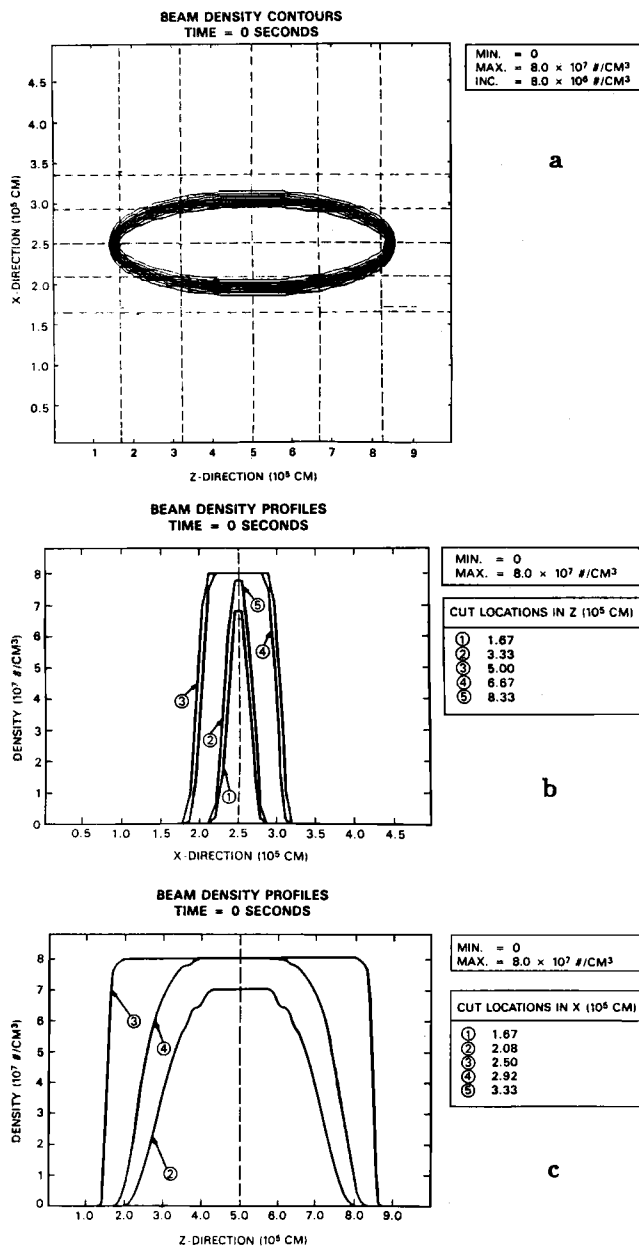 BEAM DENSITY CONTOURS
TIME = 0 SECONDS
MIN. = 0
MAX. = 8.0 × 10⁷ #/CM³
INC. = 8.0 × 10⁶ #/CM³
a
X-DIRECTION (10⁵ CM)
4.5
4.0
3.5
3.0
2.5
2.0
1.5
1.0
0.5
1 2 3 4 5 6 7 8 9
Z-DIRECTION (10⁵ CM)
BEAM DENSITY PROFILES
TIME = 0 SECONDS
MIN. = 0
MAX. = 8.0 × 10⁷ #/CM³
CUT LOCATIONS IN Z (10⁵ CM)
① 1.67
② 3.33
③ 5.00
④ 6.67
⑤ 8.33
b
DENSITY (10⁷ #/CM³)
8
7
6
5
4
3
2
1
0
⑤
④
③
②
①
0.5 1.0 1.5 2.0 2.5 3.0 3.5 4.0 4.5
X-DIRECTION (10⁵ CM)
BEAM DENSITY PROFILES
TIME = 0 SECONDS
MIN. = 0
MAX. = 8.0 × 10⁷ #/CM³
CUT LOCATIONS IN X (10⁵ CM)
① 1.67
② 2.08
③ 2.50
④ 2.92
⑤ 3.33
c
DENSITY (10⁷ #/CM³)
8
7
6
5
4
3
2
1
0
③
④
②
1.0 2.0 3.0 4.0 5.0 6.0 7.0 8.0 9.0
Z-DIRECTION (10⁵ CM)